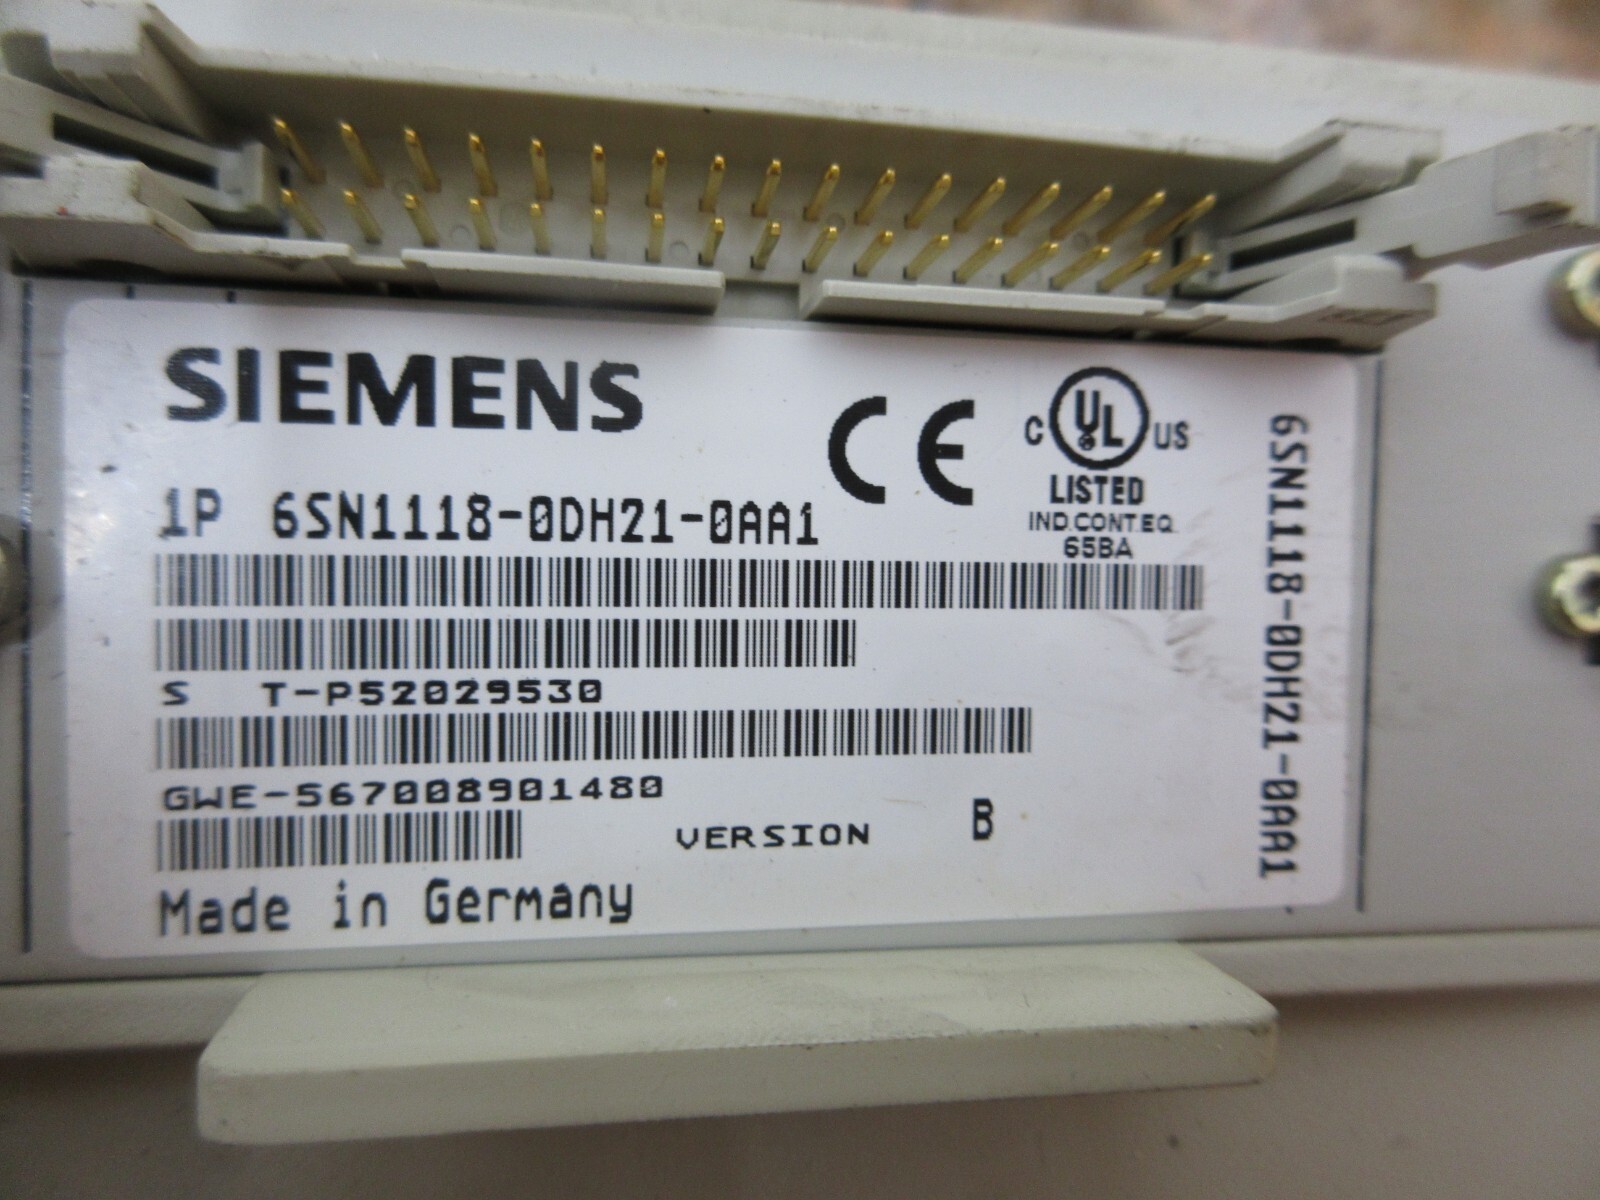 SIEMENS
CE
C UL US
LISTED
IND.CONT.EQ.
65BA
1P 6SN1118-0DH21-0AA1
S T-P52029530
GWE-567008901480
VERSION B
Made in Germany
6SN1118-0DH21-0AA1